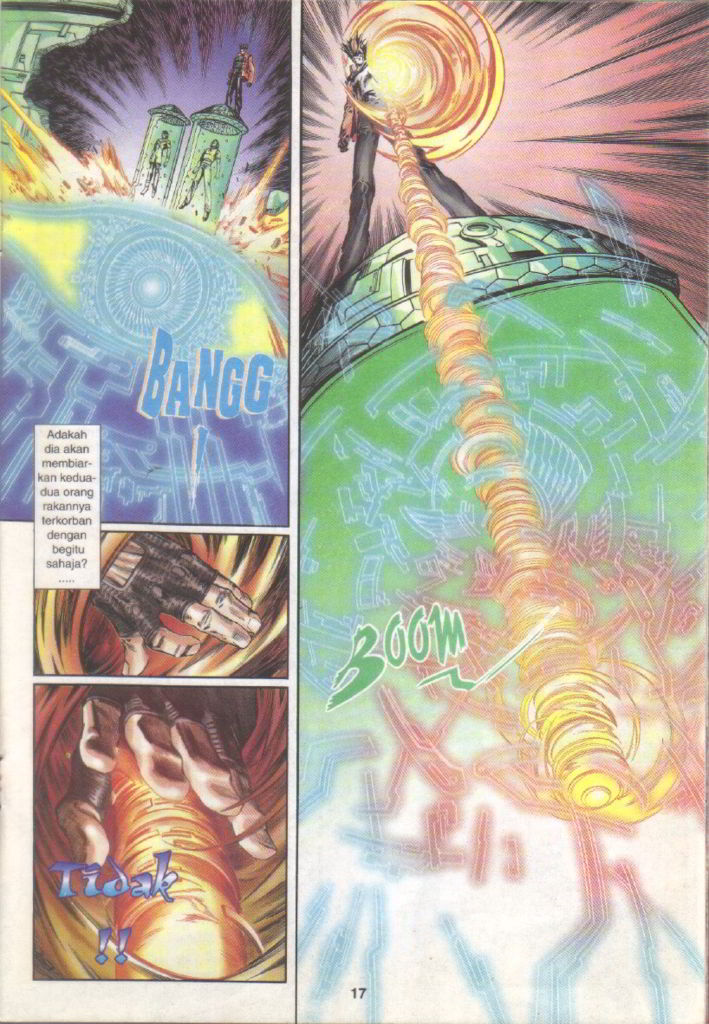 BANGG
!
Adakah
dia akan
membiar-
kan kedua-
dua orang
rakannya
terkorban
dengan
begitu
sahaja?
.....
Tidak
!!
BOOM
17